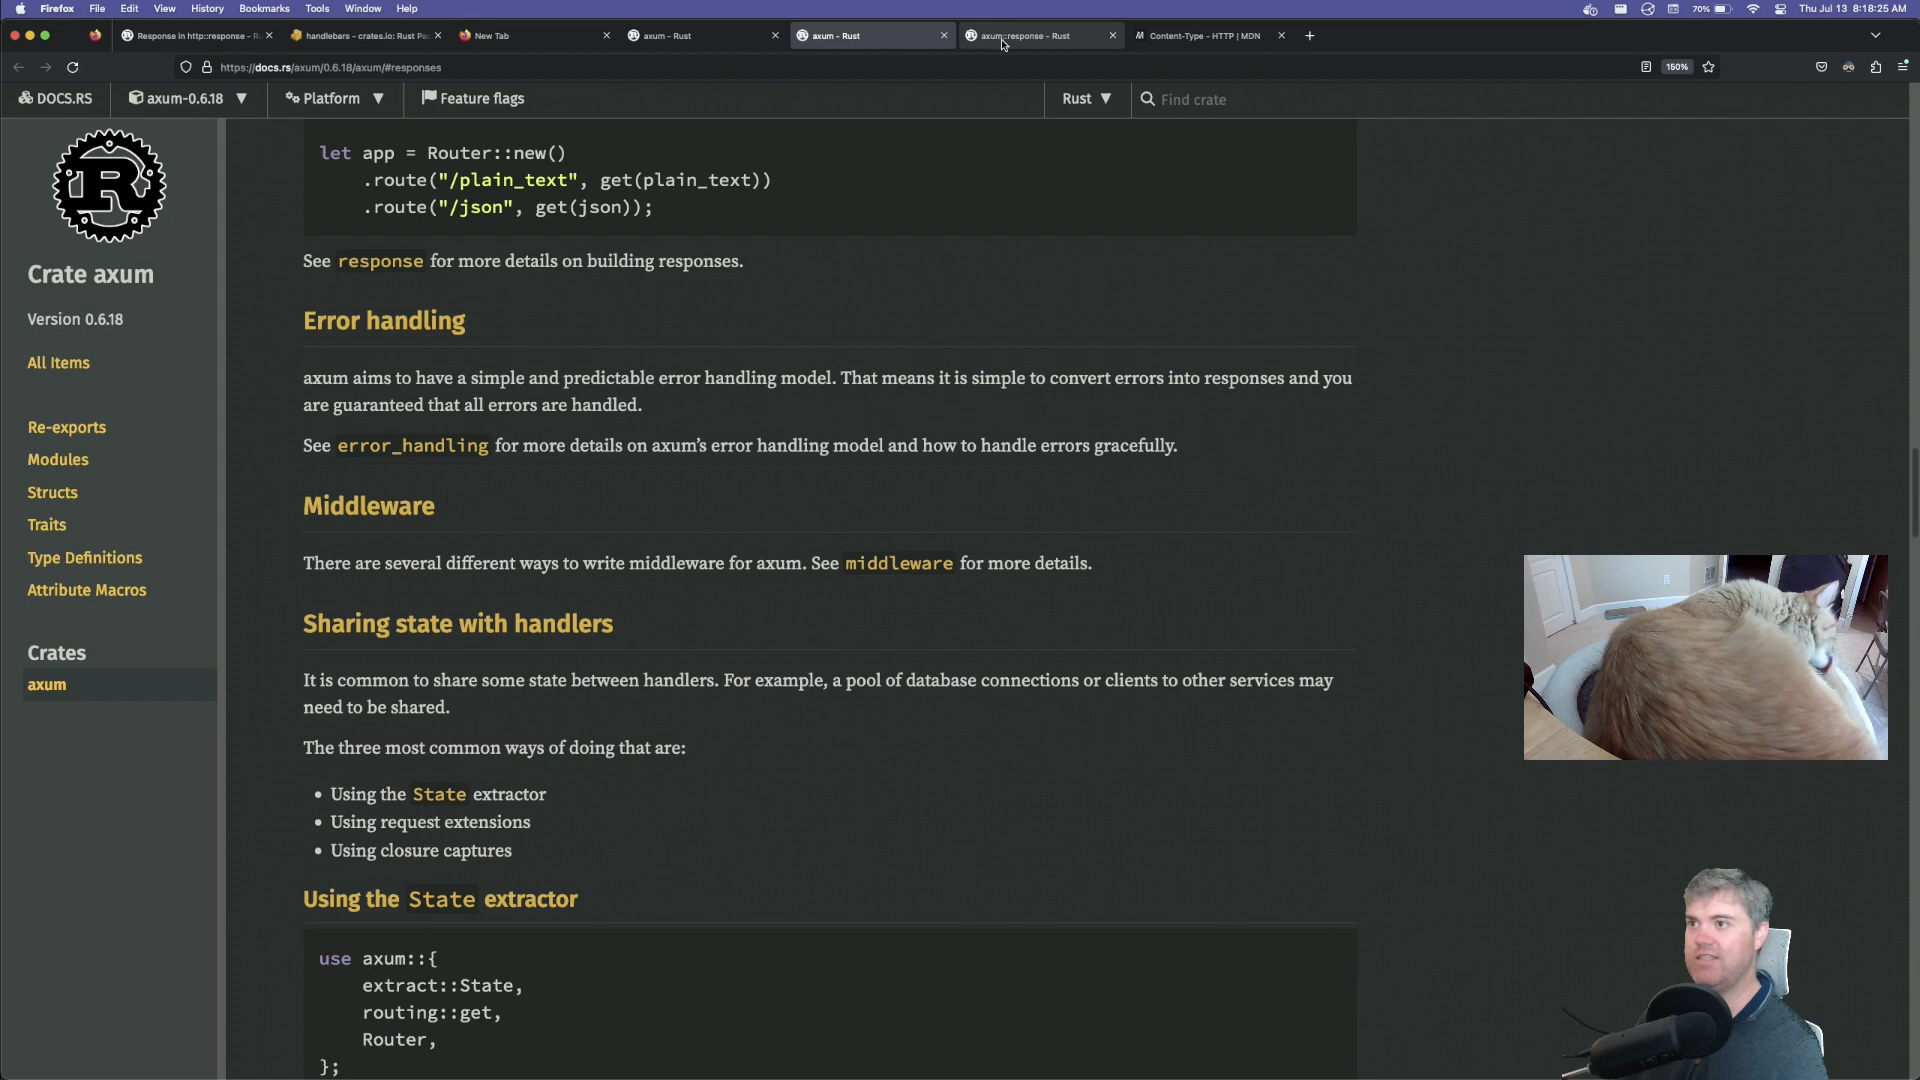 Firefox File Edit View History Bookmarks Tools Window Help 70% Thu Jul 13 8:18:25 AM
Response in http::response - Ru handlebars - crates.io: Rust Pac New Tab axum - Rust axum - Rust axum::response - Rust Content-Type - HTTP | MDN
https://docs.rs/axum/0.6.18/axum/#responses 150%
DOCS.RS axum-0.6.18 Platform Feature flags Rust Find crate
let app = Router::new()
.route("/plain_text", get(plain_text))
.route("/json", get(json));
See response for more details on building responses.
Crate axum
Version 0.6.18
All Items
Re-exports
Modules
Structs
Traits
Type Definitions
Attribute Macros
Crates
axum
Error handling
axum aims to have a simple and predictable error handling model. That means it is simple to convert errors into responses and you
are guaranteed that all errors are handled.
See error_handling for more details on axum’s error handling model and how to handle errors gracefully.
Middleware
There are several different ways to write middleware for axum. See middleware for more details.
Sharing state with handlers
It is common to share some state between handlers. For example, a pool of database connections or clients to other services may
need to be shared.
The three most common ways of doing that are:
• Using the State extractor
• Using request extensions
• Using closure captures
Using the State extractor
use axum::{
extract::State,
routing::get,
Router,
};